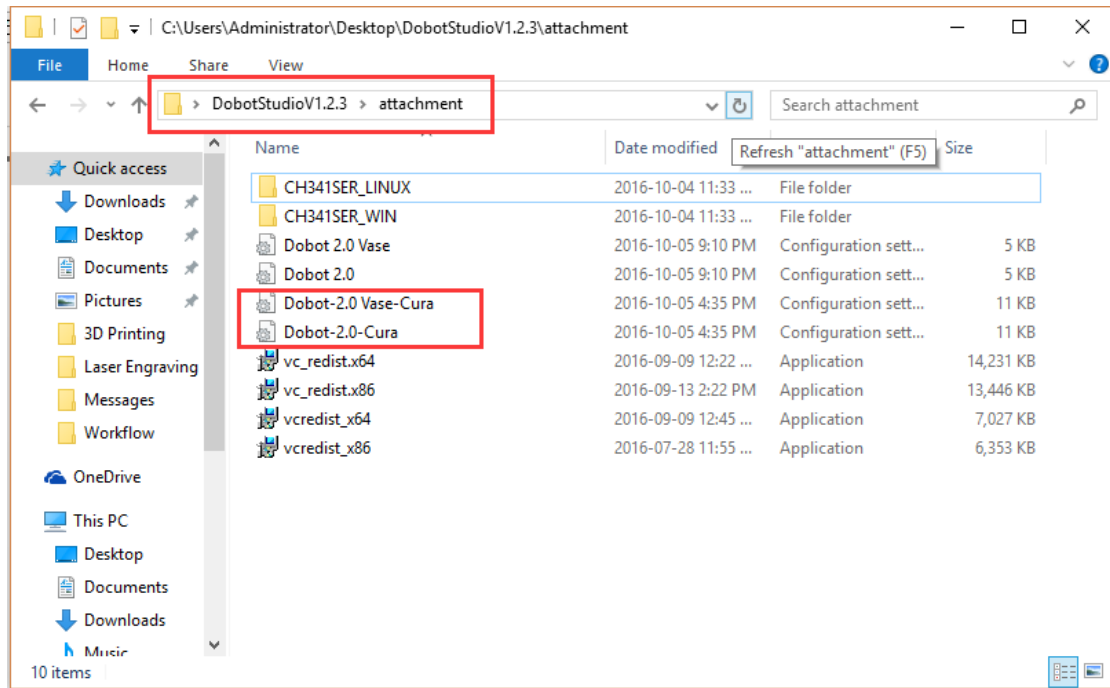 C:\Users\Administrator\Desktop\DobotStudioV1.2.3\attachment
File Home Share View
DobotStudioV1.2.3 > attachment Search attachment
Name Date modified Size
Refresh "attachment" (F5)
Quick access
Downloads
Desktop
Documents
Pictures
3D Printing
Laser Engraving
Messages
Workflow
OneDrive
This PC
Desktop
Documents
Downloads
Music
CH341SER_LINUX 2016-10-04 11:33 ... File folder
CH341SER_WIN 2016-10-04 11:33 ... File folder
Dobot 2.0 Vase 2016-10-05 9:10 PM Configuration sett... 5 KB
Dobot 2.0 2016-10-05 9:10 PM Configuration sett... 5 KB
Dobot-2.0 Vase-Cura 2016-10-05 4:35 PM Configuration sett... 11 KB
Dobot-2.0-Cura 2016-10-05 4:35 PM Configuration sett... 11 KB
vc_redist.x64 2016-09-09 12:22 ... Application 14,231 KB
vc_redist.x86 2016-09-13 2:22 PM Application 13,446 KB
vcredist_x64 2016-09-09 12:45 ... Application 7,027 KB
vcredist_x86 2016-07-28 11:55 ... Application 6,353 KB
10 items